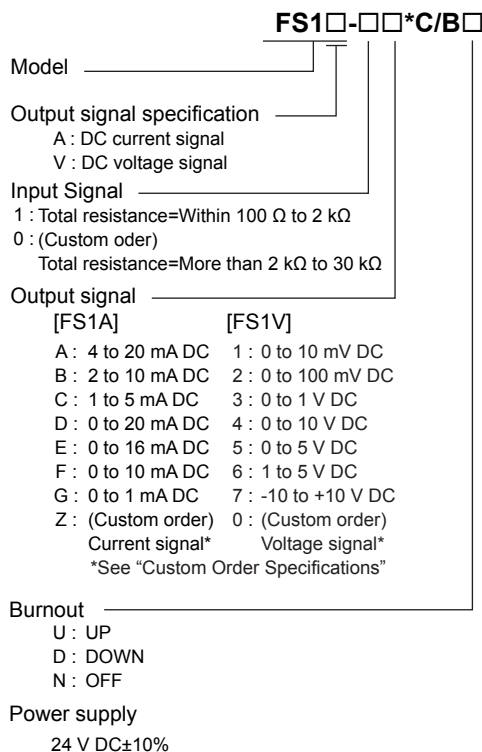 FS1□-□□*C/B□
Model
Output signal specification
A : DC current signal
V : DC voltage signal
Input Signal
1 : Total resistance=Within 100 Ω to 2 kΩ
0 : (Custom oder)
Total resistance=More than 2 kΩ to 30 kΩ
Output signal
[FS1A] [FS1V]
A : 4 to 20 mA DC 1 : 0 to 10 mV DC
B : 2 to 10 mA DC 2 : 0 to 100 mV DC
C : 1 to 5 mA DC 3 : 0 to 1 V DC
D : 0 to 20 mA DC 4 : 0 to 10 V DC
E : 0 to 16 mA DC 5 : 0 to 5 V DC
F : 0 to 10 mA DC 6 : 1 to 5 V DC
G : 0 to 1 mA DC 7 : -10 to +10 V DC
Z : (Custom order) 0 : (Custom order)
Current signal* Voltage signal*
*See “Custom Order Specifications”
Burnout
U : UP
D : DOWN
N : OFF
Power supply
24 V DC±10%